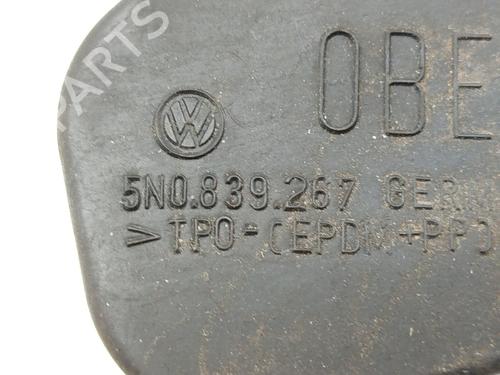 OBE
5N0.839.267 GER
>TPO-(EPDM+PP)
PARTS